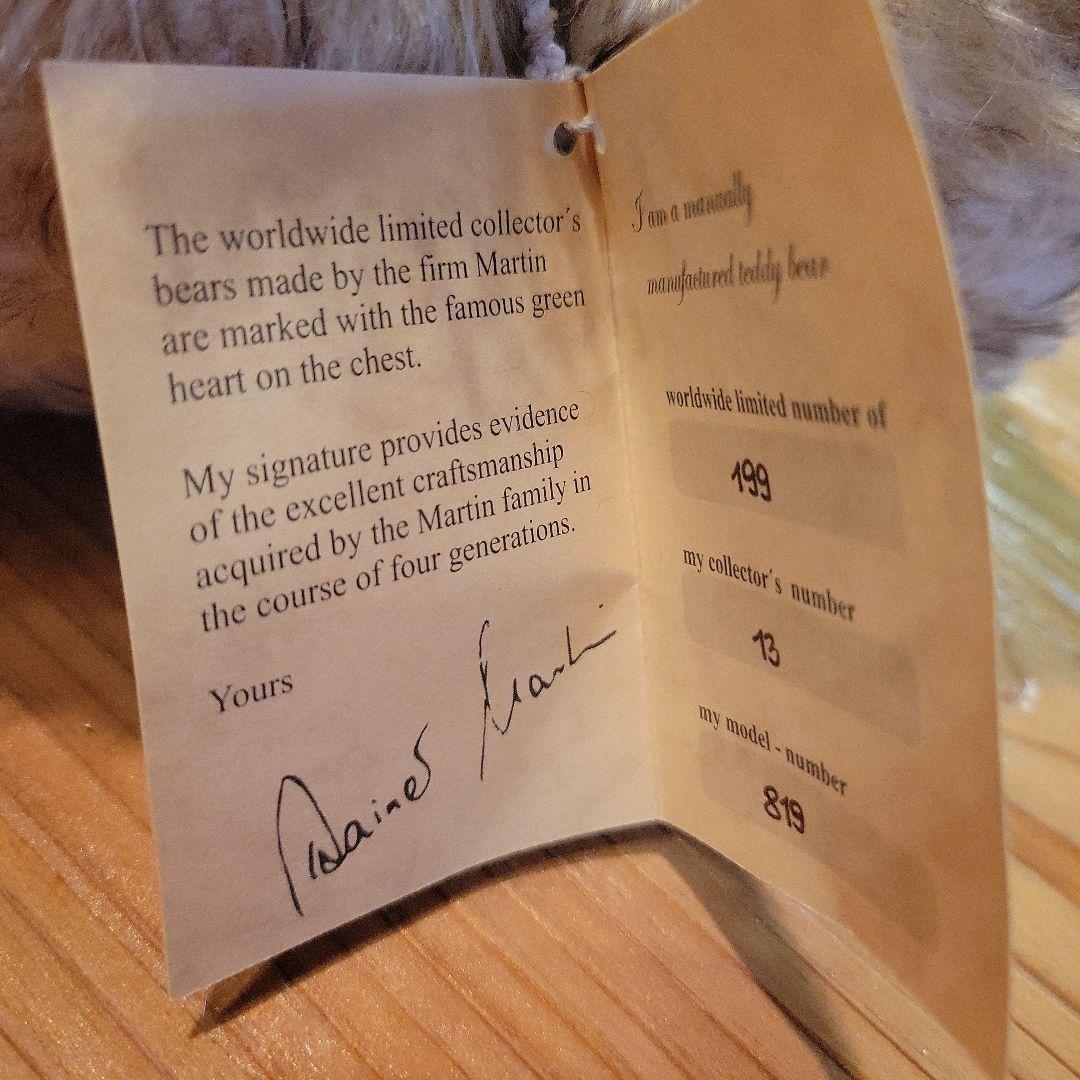 The worldwide limited collector´s
bears made by the firm Martin
are marked with the famous green
heart on the chest.
My signature provides evidence
of the excellent craftsmanship
acquired by the Martin family in
the course of four generations.
Yours
Rainer Martin
I am a manually
manufactured teddy bear
worldwide limited number of
199
my collector´s number
13
my model - number
819